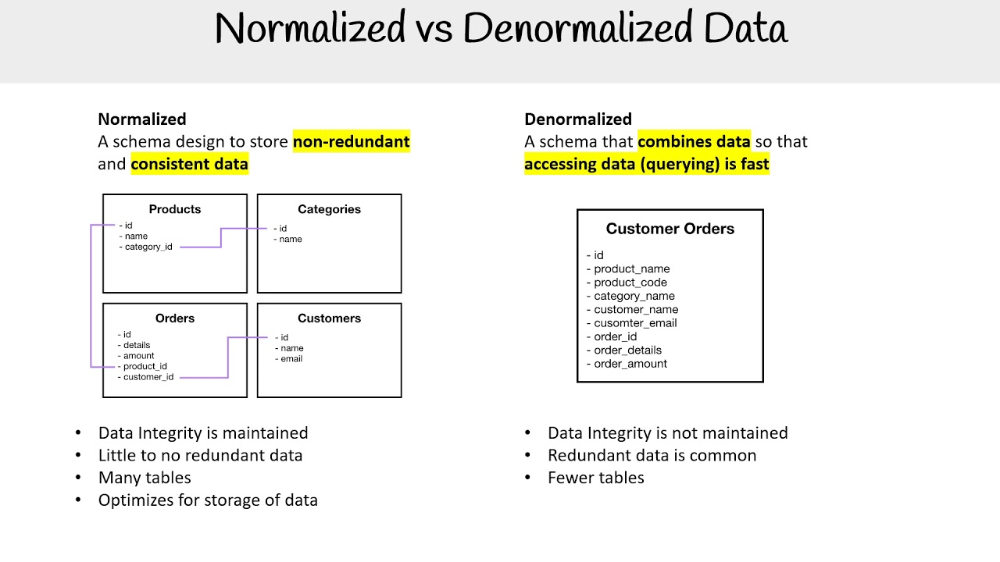 Normalized vs Denormalized Data
Normalized
A schema design to store non-redundant
and consistent data
Products
- id
- name
- category_id
Categories
- id
- name
Orders
- id
- details
- amount
- product_id
- customer_id
Customers
- id
- name
- email
• Data Integrity is maintained
• Little to no redundant data
• Many tables
• Optimizes for storage of data
Denormalized
A schema that combines data so that
accessing data (querying) is fast
Customer Orders
- id
- product_name
- product_code
- category_name
- customer_name
- cusomter_email
- order_id
- order_details
- order_amount
• Data Integrity is not maintained
• Redundant data is common
• Fewer tables